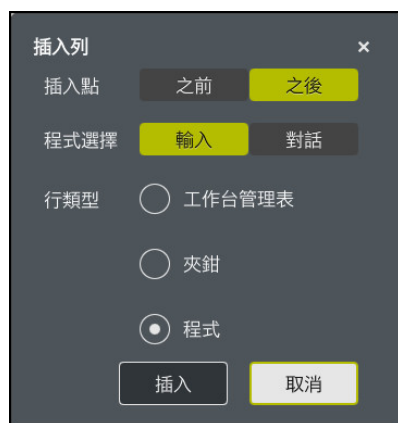 插入列 ×
插入點 之前 之後
程式選擇 輸入 對話
行類型 工作台管理表
夾鉗
程式
插入 取消